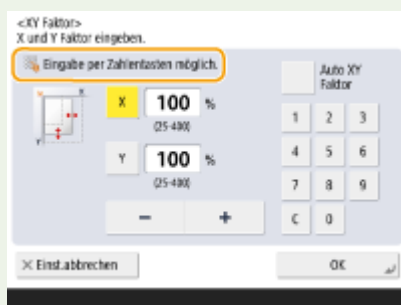 <XY Faktor>
X und Y Faktor eingeben.
Eingabe per Zahlentasten möglich.
X
Y
X 100 %
(25-400)
Y 100 %
(25-400)
- +
Auto XY
Faktor
1 2 3
4 5 6
7 8 9
C 0
× Einst.abbrechen
OK